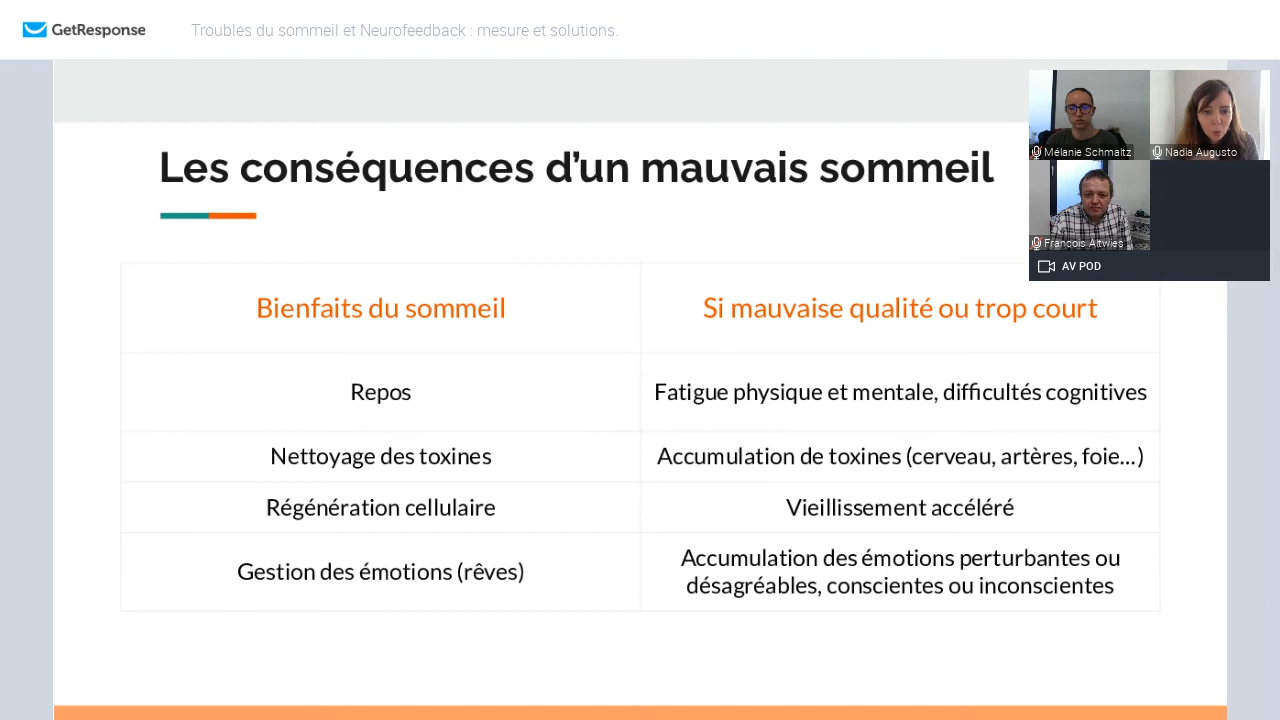 GetResponse
Troubles du sommeil et Neurofeedback : mesure et solutions.
Mélanie Schmaltz
Nadia Augusto
Francois Altwies
AV POD
Les conséquences d’un mauvais sommeil
Bienfaits du sommeil
Si mauvaise qualité ou trop court
Repos
Fatigue physique et mentale, difficultés cognitives
Nettoyage des toxines
Accumulation de toxines (cerveau, artères, foie...)
Régénération cellulaire
Vieillissement accéléré
Gestion des émotions (rêves)
Accumulation des émotions perturbantes ou
désagréables, conscientes ou inconscientes